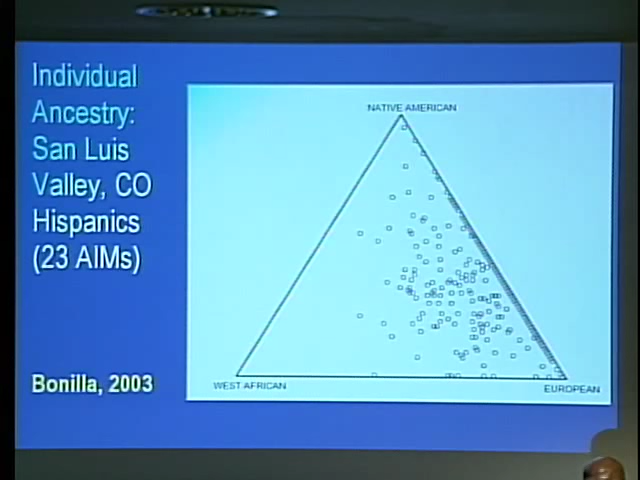 Individual
Ancestry:
San Luis
Valley, CO
Hispanics
(23 AIMs)
Bonilla, 2003
NATIVE AMERICAN
WEST AFRICAN
EUROPEAN